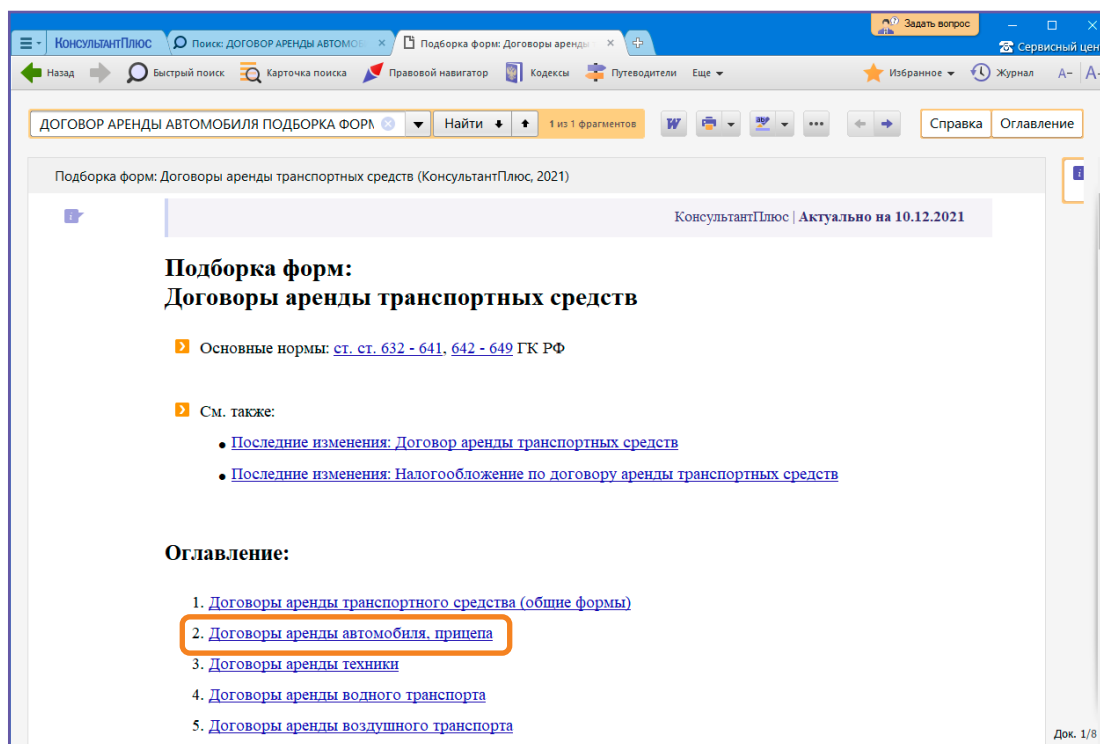 Задать вопрос
КонсультантПлюс
Поиск: ДОГОВОР АРЕНДЫ АВТОМОБ
Подборка форм: Договоры аренды
Сервисный цен
Назад
Быстрый поиск
Карточка поиска
Правовой навигатор
Кодексы
Путеводители
Еще
Избранное
Журнал
А-
А
ДОГОВОР АРЕНДЫ АВТОМОБИЛЯ ПОДБОРКА ФОРМ
Найти
1 из 1 фрагментов
Справка
Оглавление
Подборка форм: Договоры аренды транспортных средств (КонсультантПлюс, 2021)
КонсультантПлюс | Актуально на 10.12.2021
Подборка форм:
Договоры аренды транспортных средств
Основные нормы: ст. ст. 632 - 641, 642 - 649 ГК РФ
См. также:
• Последние изменения: Договор аренды транспортных средств
• Последние изменения: Налогообложение по договору аренды транспортных средств
Оглавление:
1. Договоры аренды транспортного средства (общие формы)
2. Договоры аренды автомобиля, прицепа
3. Договоры аренды техники
4. Договоры аренды водного транспорта
5. Договоры аренды воздушного транспорта
Док. 1/8